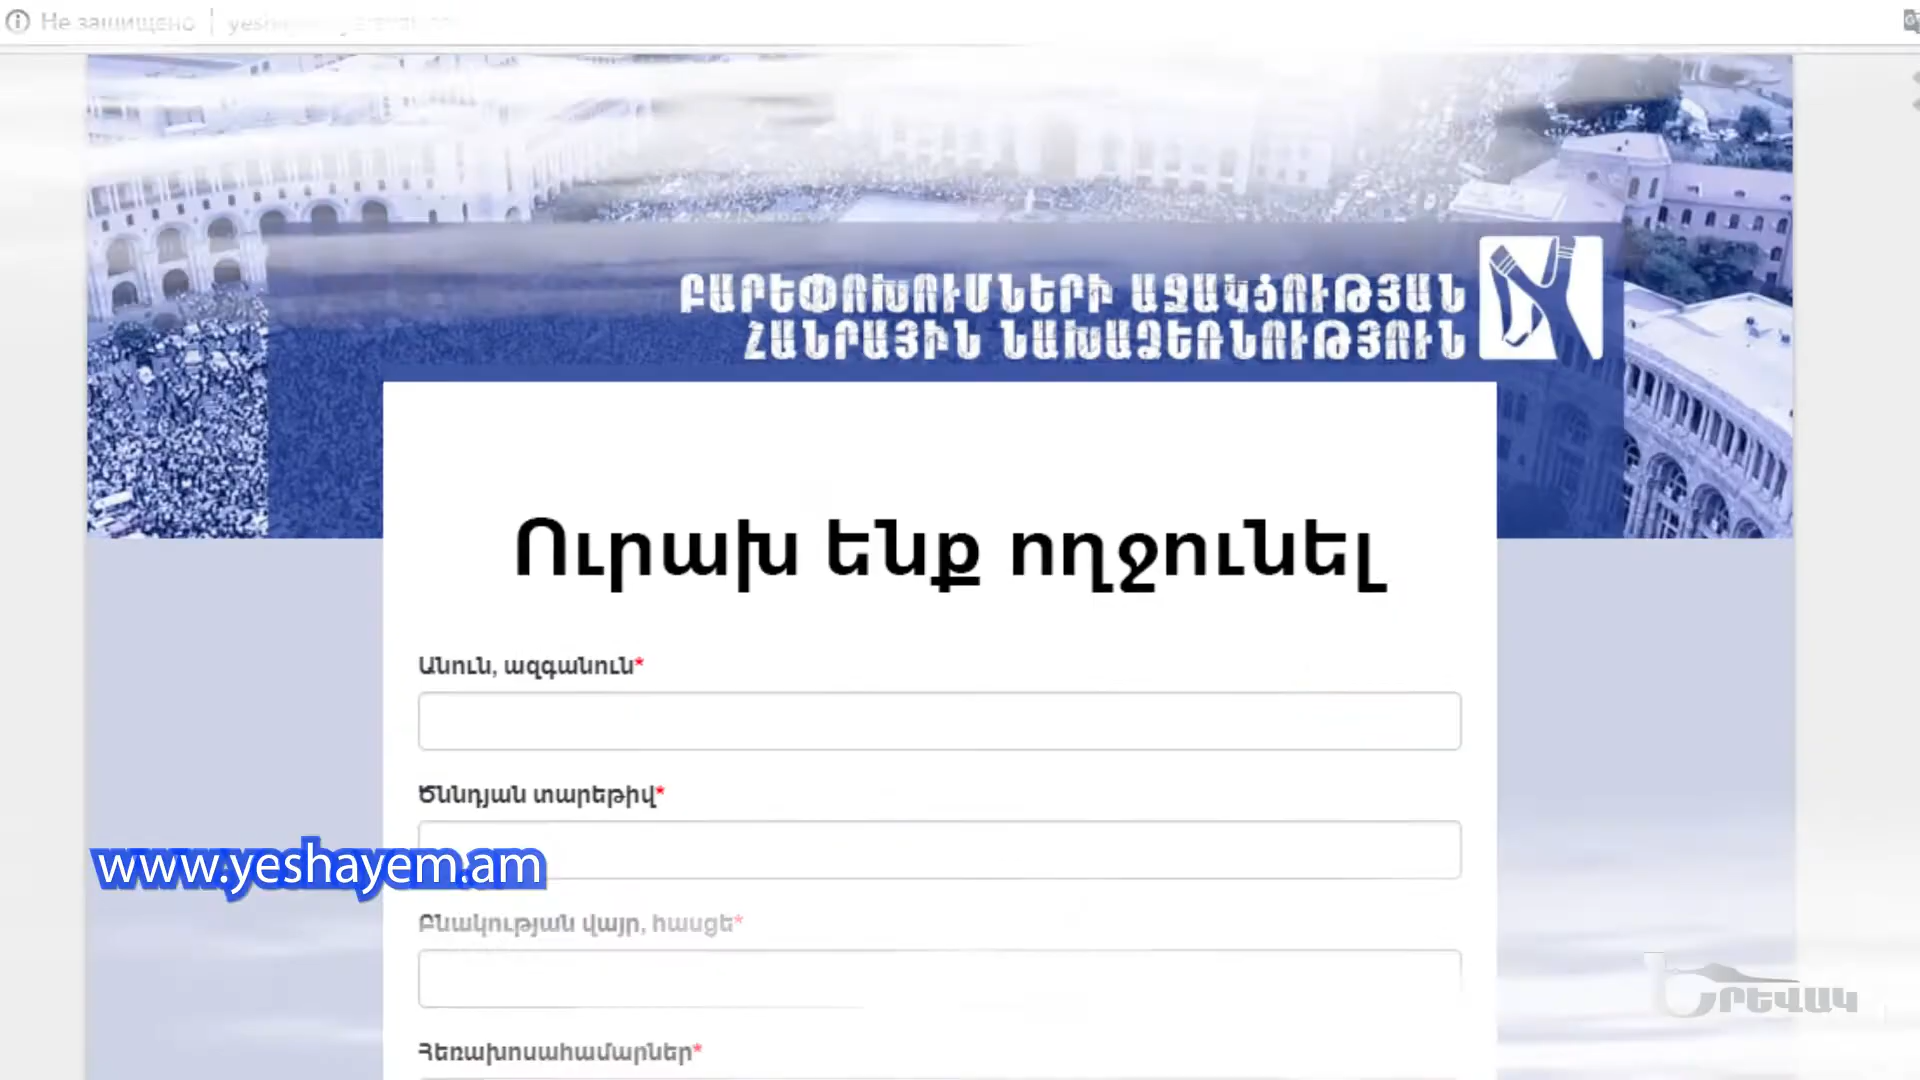 Не защищено
ԲԱՐԵՓՈԽՈՒՄՆԵՐԻ ԱՋԱԿՑՈՒԹՅԱՆ
ՀԱՆՐԱՅԻՆ ՆԱԽԱՁԵՌՆՈՒԹՅՈՒՆ
Ուրախ ենք ողջունել
Անուն, ազգանուն*
Ծննդյան տարեթիվ*
www.yeshayem.am
Բնակության վայր, հասցե*
Հեռախոսահամարներ*
ԵՐԵՎԱԿ